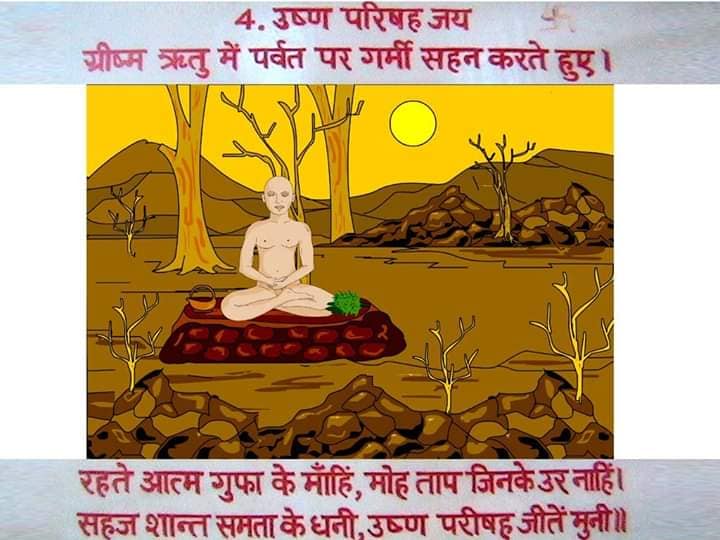 4. उष्ण परिषह जय
ग्रीष्म ऋतु में पर्वत पर गर्मी सहन करते हुए।
रहते आत्म गुफा के माँहिं, मोह ताप जिनके उर नाहिं।
सहज शान्त समता के धनी, उष्ण परीषह जीतें मुनी॥